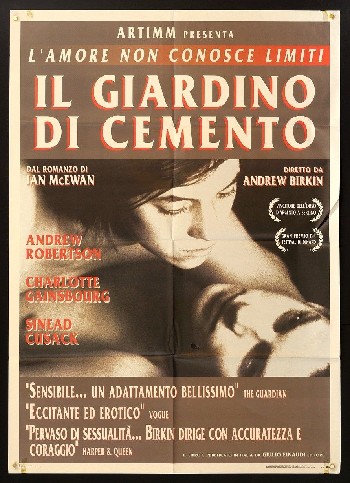 ARTIMM PRESENTA
L'AMORE NON CONOSCE LIMITI
IL GIARDINO
DI CEMENTO
DAL ROMANZO DI
IAN McEWAN
DIRETTO DA
ANDREW BIRKIN
ANDREW
ROBERTSON
CHARLOTTE
GAINSBOURG
SINEAD
CUSACK
"SENSIBILE... UN ADATTAMENTO BELLISSIMO" THE GUARDIAN
"ECCITANTE ED EROTICO" VOGUE
"PERVASO DI SESSUALITÀ... BIRKIN DIRIGE CON ACCURATEZZA E
CORAGGIO" HARPER & QUEEN
GIULIO EINAUDI